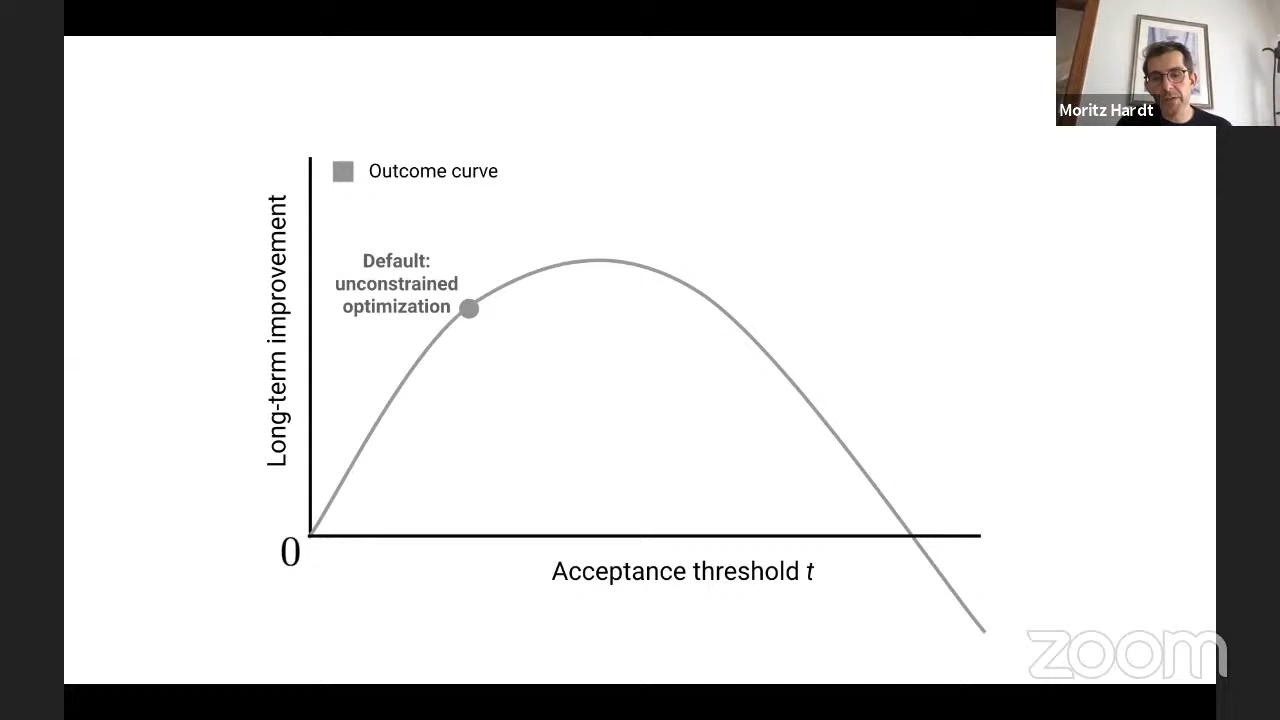 Moritz Hardt
Outcome curve
Long-term improvement
Default:
unconstrained
optimization
0
Acceptance threshold t
zoom